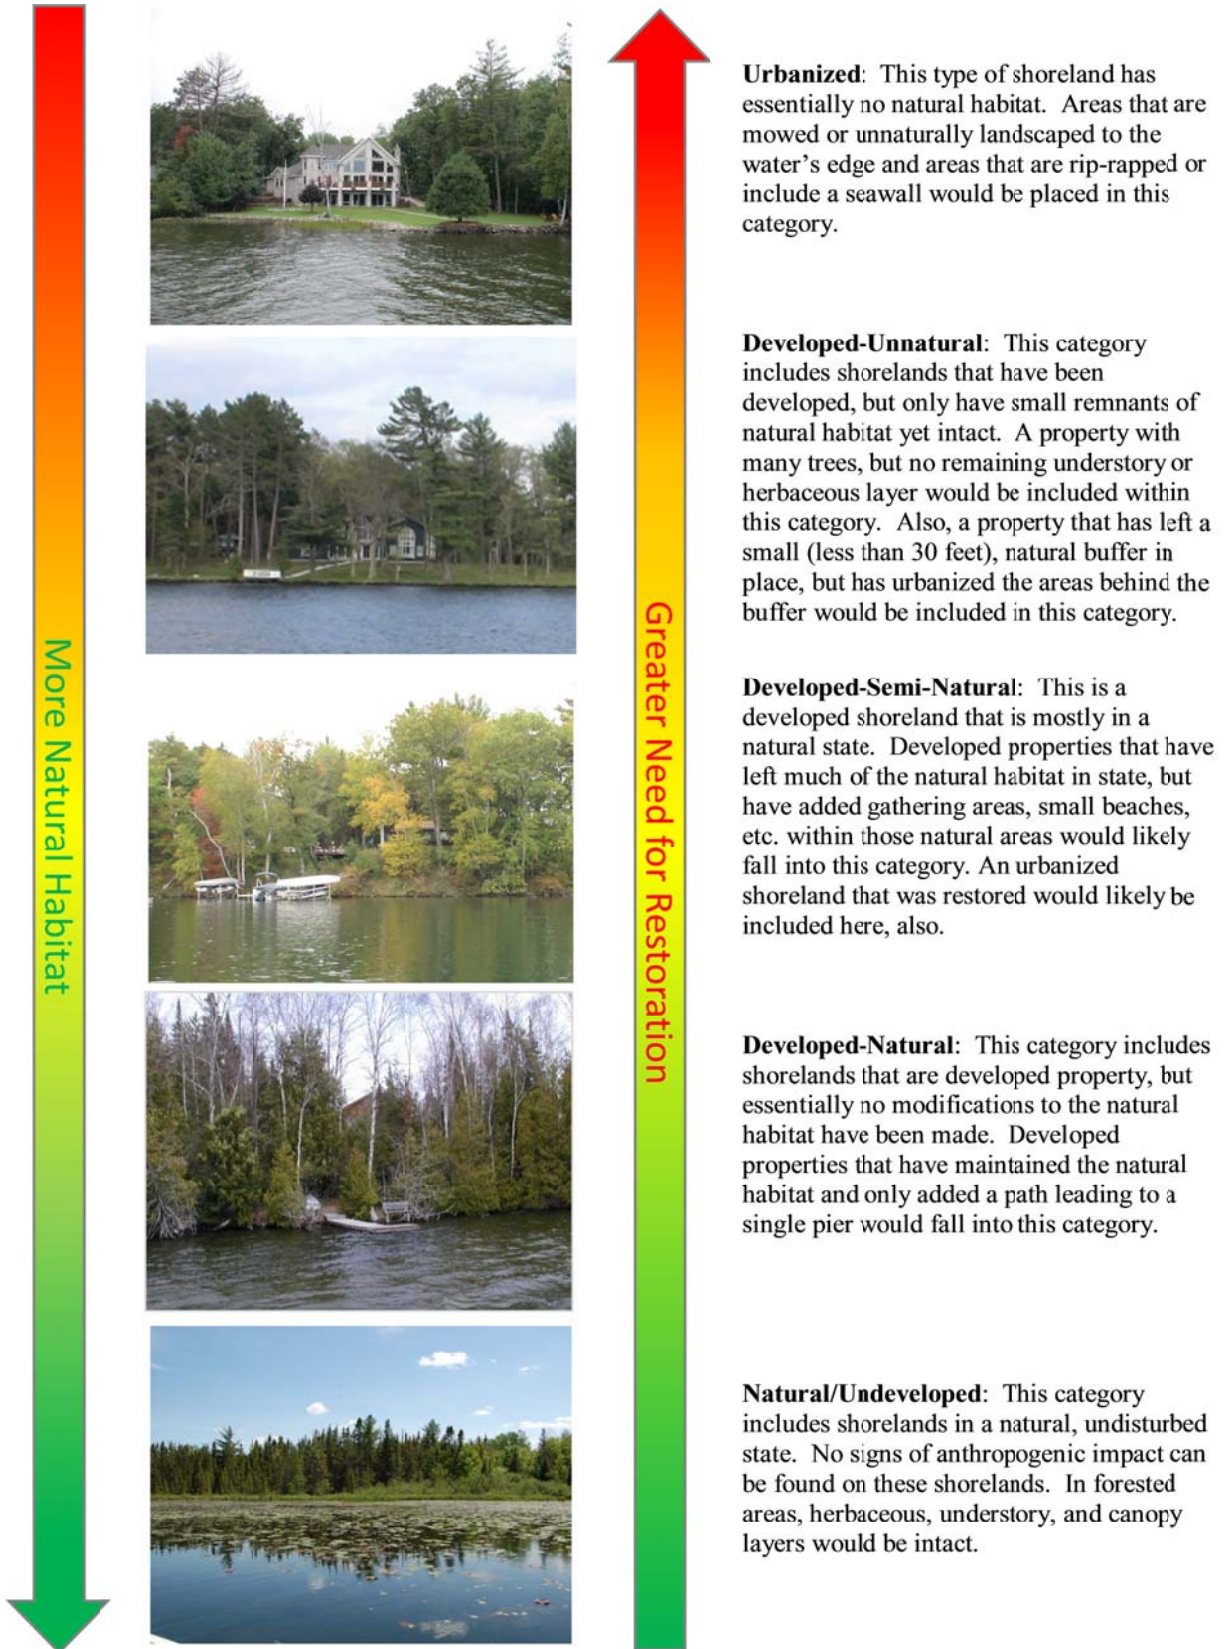 Urbanized: This type of shoreland has
essentially no natural habitat. Areas that are
mowed or unnaturally landscaped to the
water's edge and areas that are rip-rapped or
include a seawall would be placed in this
category.
Developed-Unnatural: This category
includes shorelands that have been
developed, but only have small remnants of
natural habitat yet intact. A property with
many trees, but no remaining understory or
herbaceous layer would be included within
this category. Also, a property that has left a
small (less than 30 feet), natural buffer in
place, but has urbanized the areas behind the
buffer would be included in this category.
More Natural Habitat
Greater Need for Restoration
Developed-Semi-Natural: This is a
developed shoreland that is mostly in a
natural state. Developed properties that have
left much of the natural habitat in state, but
have added gathering areas, small beaches,
etc. within those natural areas would likely
fall into this category. An urbanized
shoreland that was restored would likely be
included here, also.
Developed-Natural: This category includes
shorelands that are developed property, but
essentially no modifications to the natural
habitat have been made. Developed
properties that have maintained the natural
habitat and only added a path leading to a
single pier would fall into this category.
Natural/Undeveloped: This category
includes shorelands in a natural, undisturbed
state. No signs of anthropogenic impact can
be found on these shorelands. In forested
areas, herbaceous, understory, and canopy
layers would be intact.